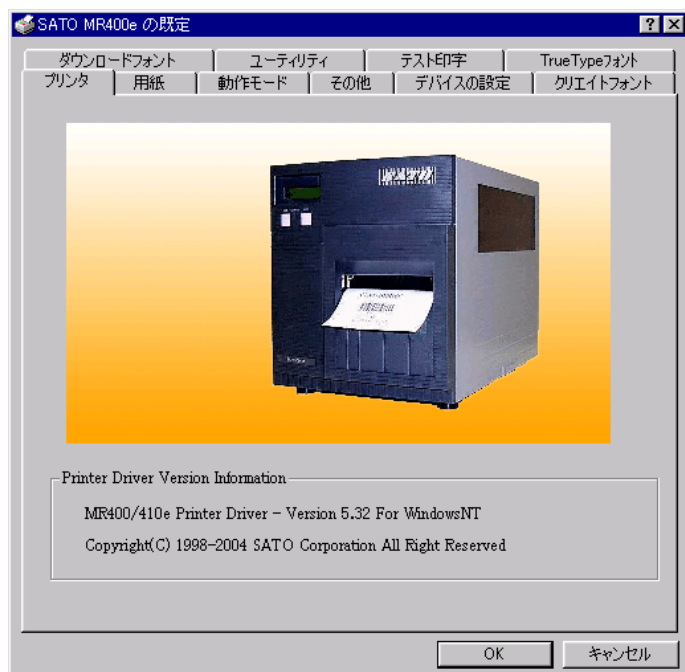 SATO MR400e の既定
ダウンロードフォント ユーティリティ テスト印字 TrueTypeフォント
プリンタ 用紙 動作モード その他 デバイスの設定 クリエイトフォント
Printer Driver Version Information
MR400/410e Printer Driver - Version 5.32 For WindowsNT
Copyright(C) 1998-2004 SATO Corporation All Right Reserved
OK キャンセル